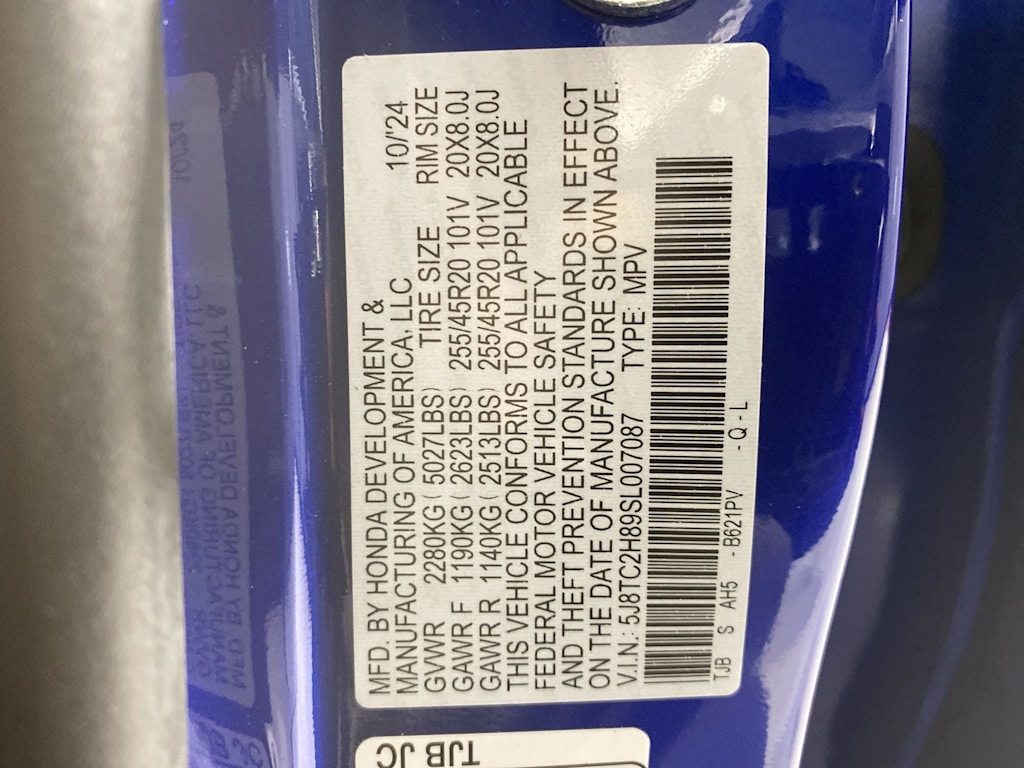 MFD. BY HONDA DEVELOPMENT &
MANUFACTURING OF AMERICA, LLC 10/'24
GVWR 2280KG ( 5027LBS) TIRE SIZE RIM SIZE
GAWR F 1190KG ( 2623LBS) 255/45R20 101V 20X8.0J
GAWR R 1140KG ( 2513LBS) 255/45R20 101V 20X8.0J
THIS VEHICLE CONFORMS TO ALL APPLICABLE
FEDERAL MOTOR VEHICLE SAFETY
AND THEFT PREVENTION STANDARDS IN EFFECT
ON THE DATE OF MANUFACTURE SHOWN ABOVE.
V.I.N.: 5J8TC2H89SL007087 TYPE: MPV
TJB S AH5 - B621PV - Q - L
TJB JC